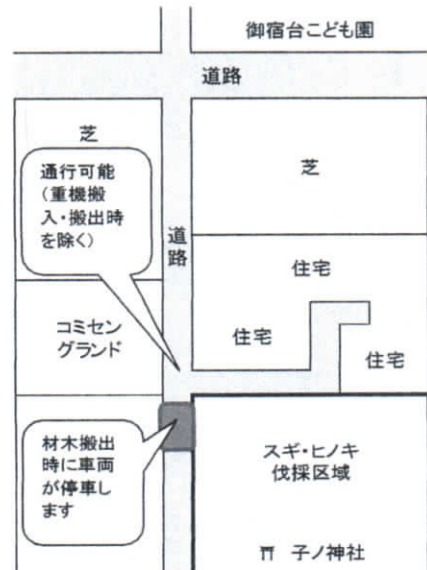 御宿台こども園
道路
芝
芝
通行可能
（重機搬
入・搬出時
を除く）
道
路
住宅
住宅
住宅
コミセン
グランド
材木搬出
時に車両
が停車し
ます
スギ・ヒノキ
伐採区域
子ノ神社